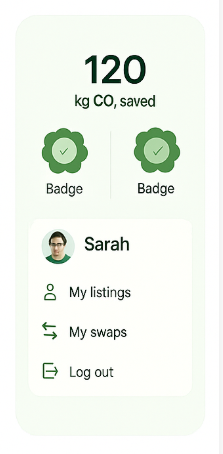 120
kg CO, saved
Badge
Badge
Sarah
My listings
My swaps
Log out